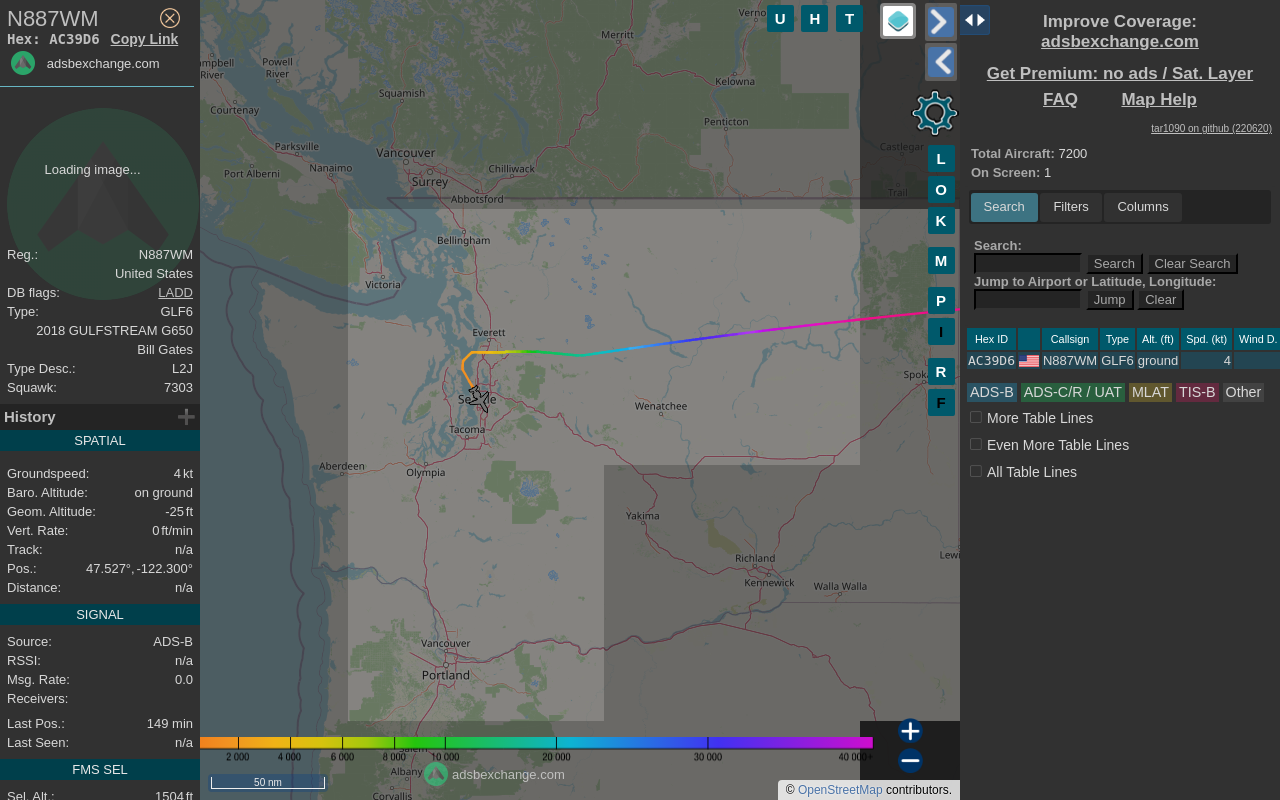 N887WM
Hex: AC39D6 Copy Link
adsbexchange.com
Loading image...
Reg.: N887WM
United States
DB flags: LADD
Type: GLF6
2018 GULFSTREAM G650
Bill Gates
Type Desc.: L2J
Squawk: 7303
History
SPATIAL
Groundspeed: 4 kt
Baro. Altitude: on ground
Geom. Altitude: -25 ft
Vert. Rate: 0 ft/min
Track: n/a
Pos.: 47.527°, -122.300°
Distance: n/a
SIGNAL
Source: ADS-B
RSSI: n/a
Msg. Rate: 0.0
Receivers:
Last Pos.: 149 min
Last Seen: n/a
FMS SEL
Sel. Alt.: 1504 ft
Merritt
Powell
River
River
Squamish
Kelowna
Courtenay
Penticton
Parksville
Nanaimo
Vancouver
Castlegar
Port Alberni
Surrey
Chilliwack
Abbotsford
Trail
Bellingham
Victoria
Everett
Wenatchee
Tacoma
Aberdeen
Olympia
Yakima
Richland
Kennewick
Walla Walla
Vancouver
Portland
Albany
Corvallis
U H T
L
O
K
M
P
I
R
F
2 000 4 000 6 000 8 000 10 000 20 000 30 000 40 000+
50 nm
adsbexchange.com
© OpenStreetMap contributors.
Improve Coverage:
adsbexchange.com
Get Premium: no ads / Sat. Layer
FAQ Map Help
tar1090 on github (220620)
Total Aircraft: 7200
On Screen: 1
Search Filters Columns
Search:
Search Clear Search
Jump to Airport or Latitude, Longitude:
Jump Clear
Hex ID Callsign Type Alt. (ft) Spd. (kt) Wind D.
AC39D6 N887WM GLF6 ground 4
ADS-B ADS-C/R / UAT MLAT TIS-B Other
More Table Lines
Even More Table Lines
All Table Lines